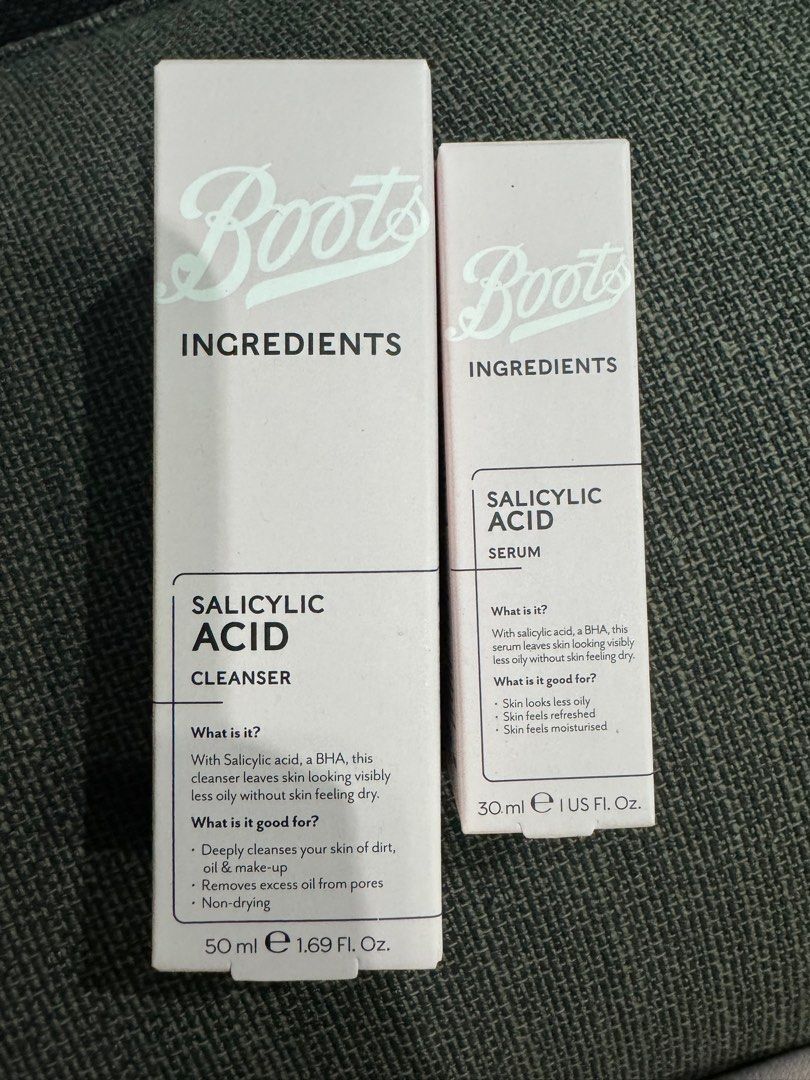 Boots
INGREDIENTS
SALICYLIC
ACID
CLEANSER
What is it?
With Salicylic acid, a BHA, this
cleanser leaves skin looking visibly
less oily without skin feeling dry.
What is it good for?
• Deeply cleanses your skin of dirt,
oil & make-up
• Removes excess oil from pores
• Non-drying
50 ml ℮ 1.69 Fl. Oz.
Boots
INGREDIENTS
SALICYLIC
ACID
SERUM
What is it?
With salicylic acid, a BHA, this
serum leaves skin looking visibly
less oily without skin feeling dry.
What is it good for?
• Skin looks less oily
• Skin feels refreshed
• Skin feels moisturised
30 ml ℮ 1 US Fl. Oz.